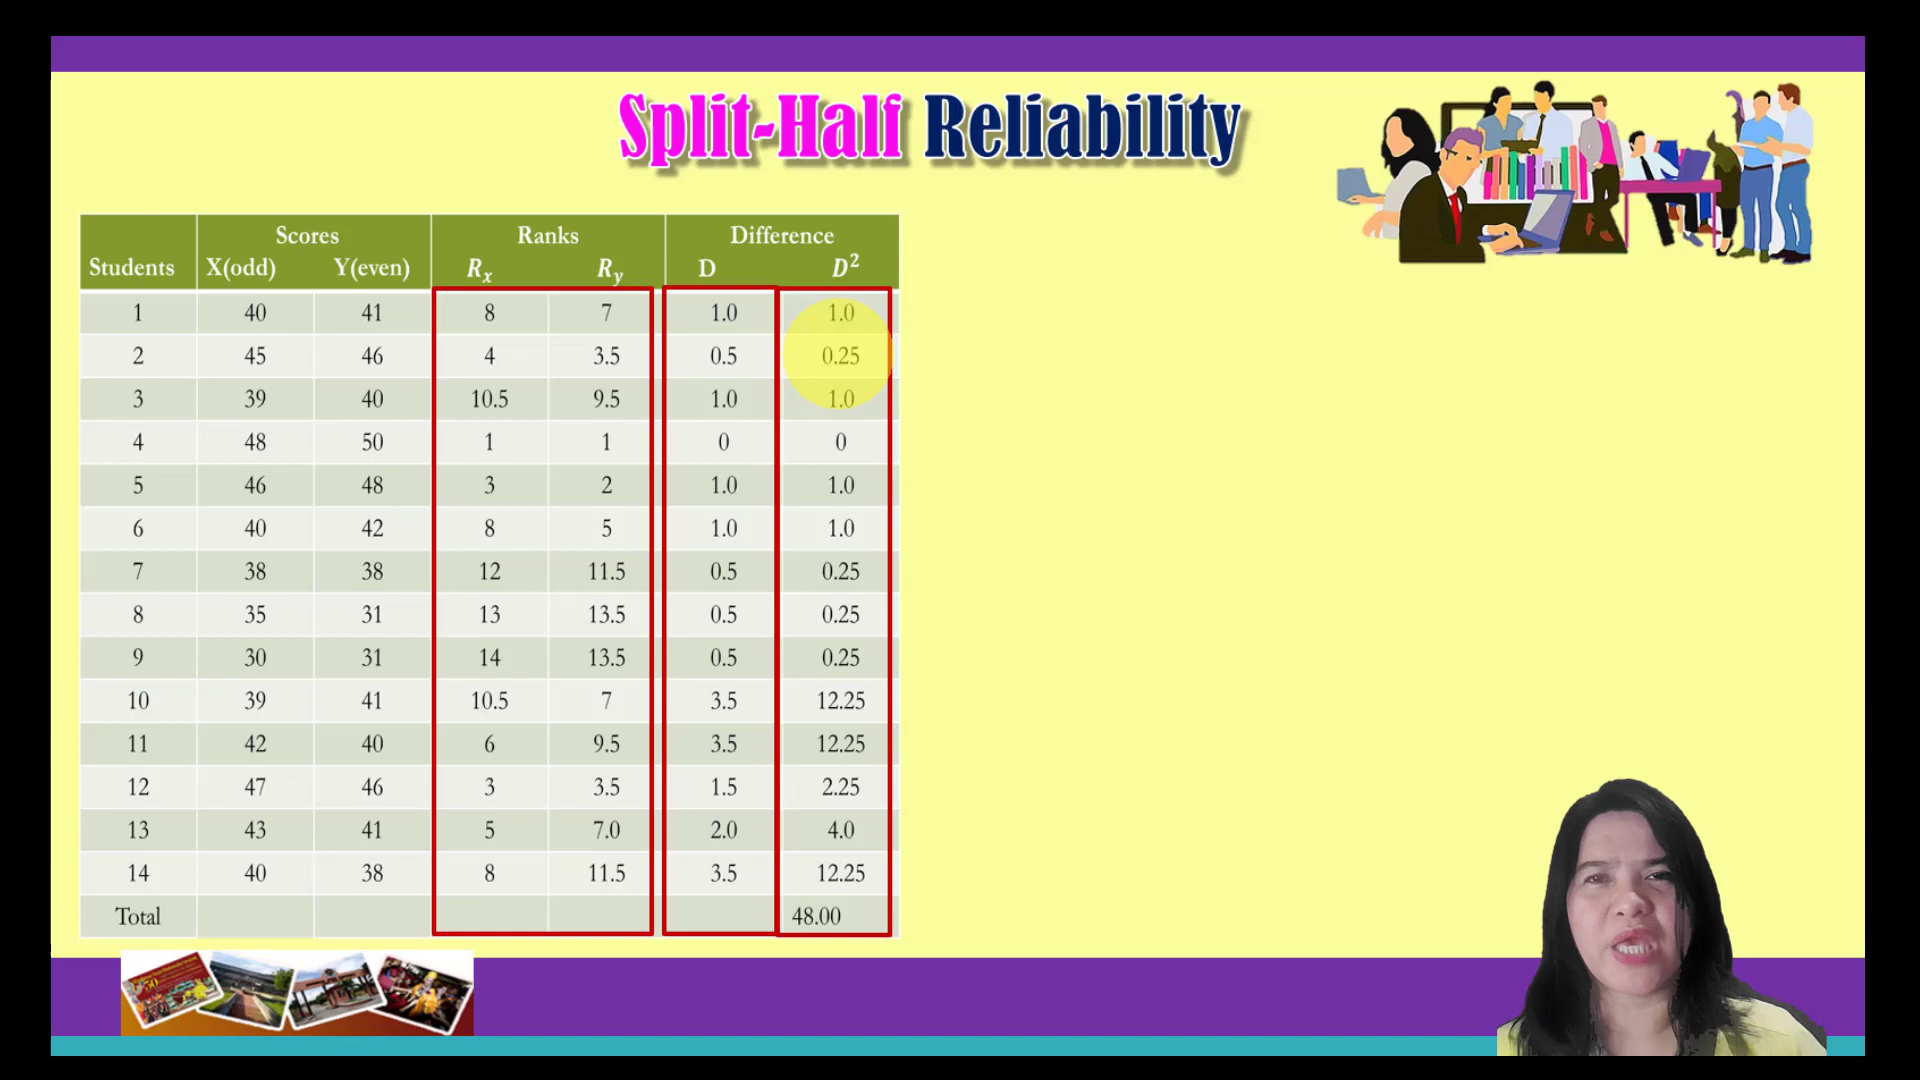 Split-Half Reliability
Scores Ranks Difference
Students X(odd) Y(even) Rx Ry D D²
1 40 41 8 7 1.0 1.0
2 45 46 4 3.5 0.5 0.25
3 39 40 10.5 9.5 1.0 1.0
4 48 50 1 1 0 0
5 46 48 3 2 1.0 1.0
6 40 42 8 5 1.0 1.0
7 38 38 12 11.5 0.5 0.25
8 35 31 13 13.5 0.5 0.25
9 30 31 14 13.5 0.5 0.25
10 39 41 10.5 7 3.5 12.25
11 42 40 6 9.5 3.5 12.25
12 47 46 3 3.5 1.5 2.25
13 43 41 5 7.0 2.0 4.0
14 40 38 8 11.5 3.5 12.25
Total 48.00